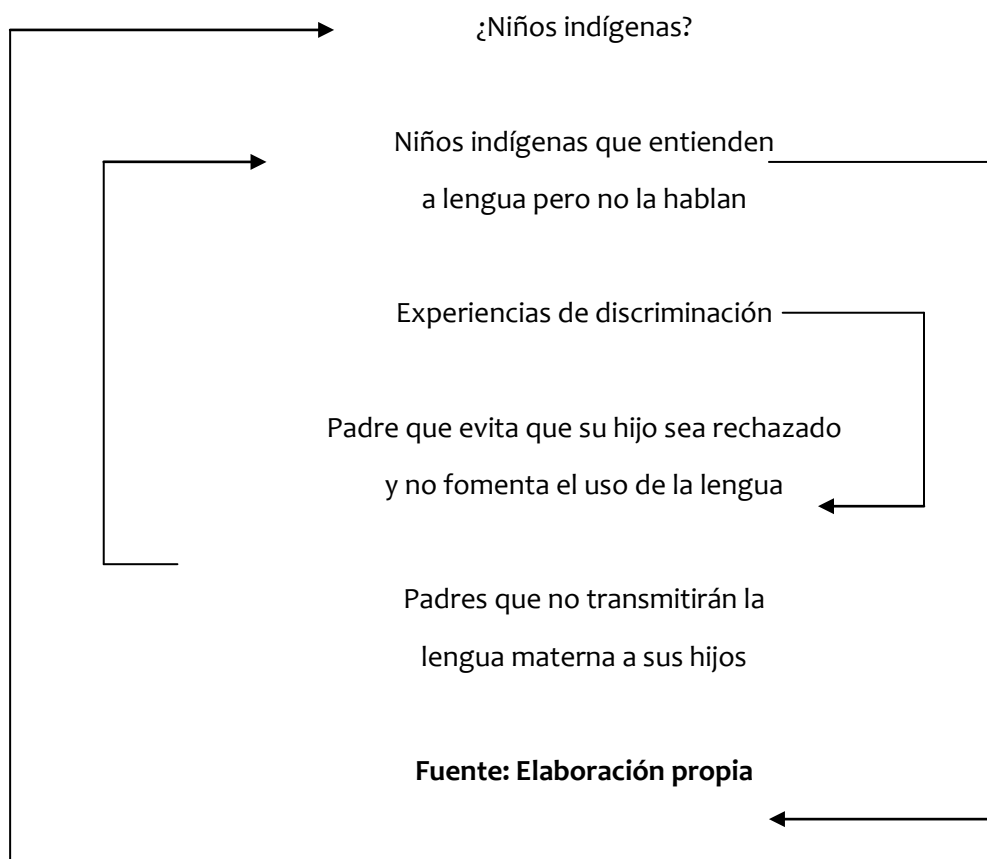 ¿Niños indígenas?
Niños indígenas que entienden
a lengua pero no la hablan
Experiencias de discriminación
Padre que evita que su hijo sea rechazado
y no fomenta el uso de la lengua
Padres que no transmitirán la
lengua materna a sus hijos
Fuente: Elaboración propia